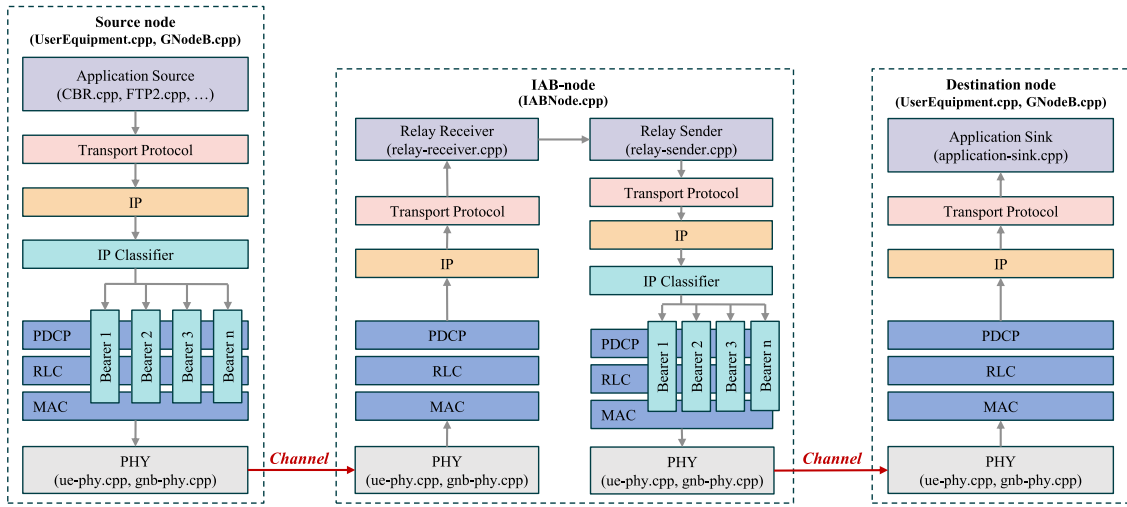 Source node
(UserEquipment.cpp, GNodeB.cpp)
Application Source
(CBR.cpp, FTP2.cpp, …)
Transport Protocol
IP
IP Classifier
PDCP
RLC
MAC
Bearer 1
Bearer 2
Bearer 3
Bearer n
PHY
(ue-phy.cpp, gnb-phy.cpp)
Channel
IAB-node
(IABNode.cpp)
Relay Receiver
(relay-receiver.cpp)
Transport Protocol
IP
PDCP
RLC
MAC
PHY
(ue-phy.cpp, gnb-phy.cpp)
Relay Sender
(relay-sender.cpp)
Transport Protocol
IP
IP Classifier
PDCP
RLC
MAC
Bearer 1
Bearer 2
Bearer 3
Bearer n
PHY
(ue-phy.cpp, gnb-phy.cpp)
Channel
Destination node
(UserEquipment.cpp, GNodeB.cpp)
Application Sink
(application-sink.cpp)
Transport Protocol
IP
PDCP
RLC
MAC
PHY
(ue-phy.cpp, gnb-phy.cpp)